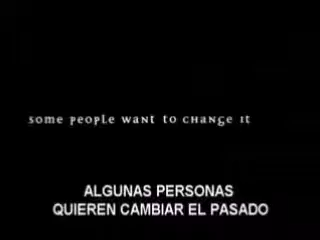 some people want to change it
ALGUNAS PERSONAS
QUIEREN CAMBIAR EL PASADO